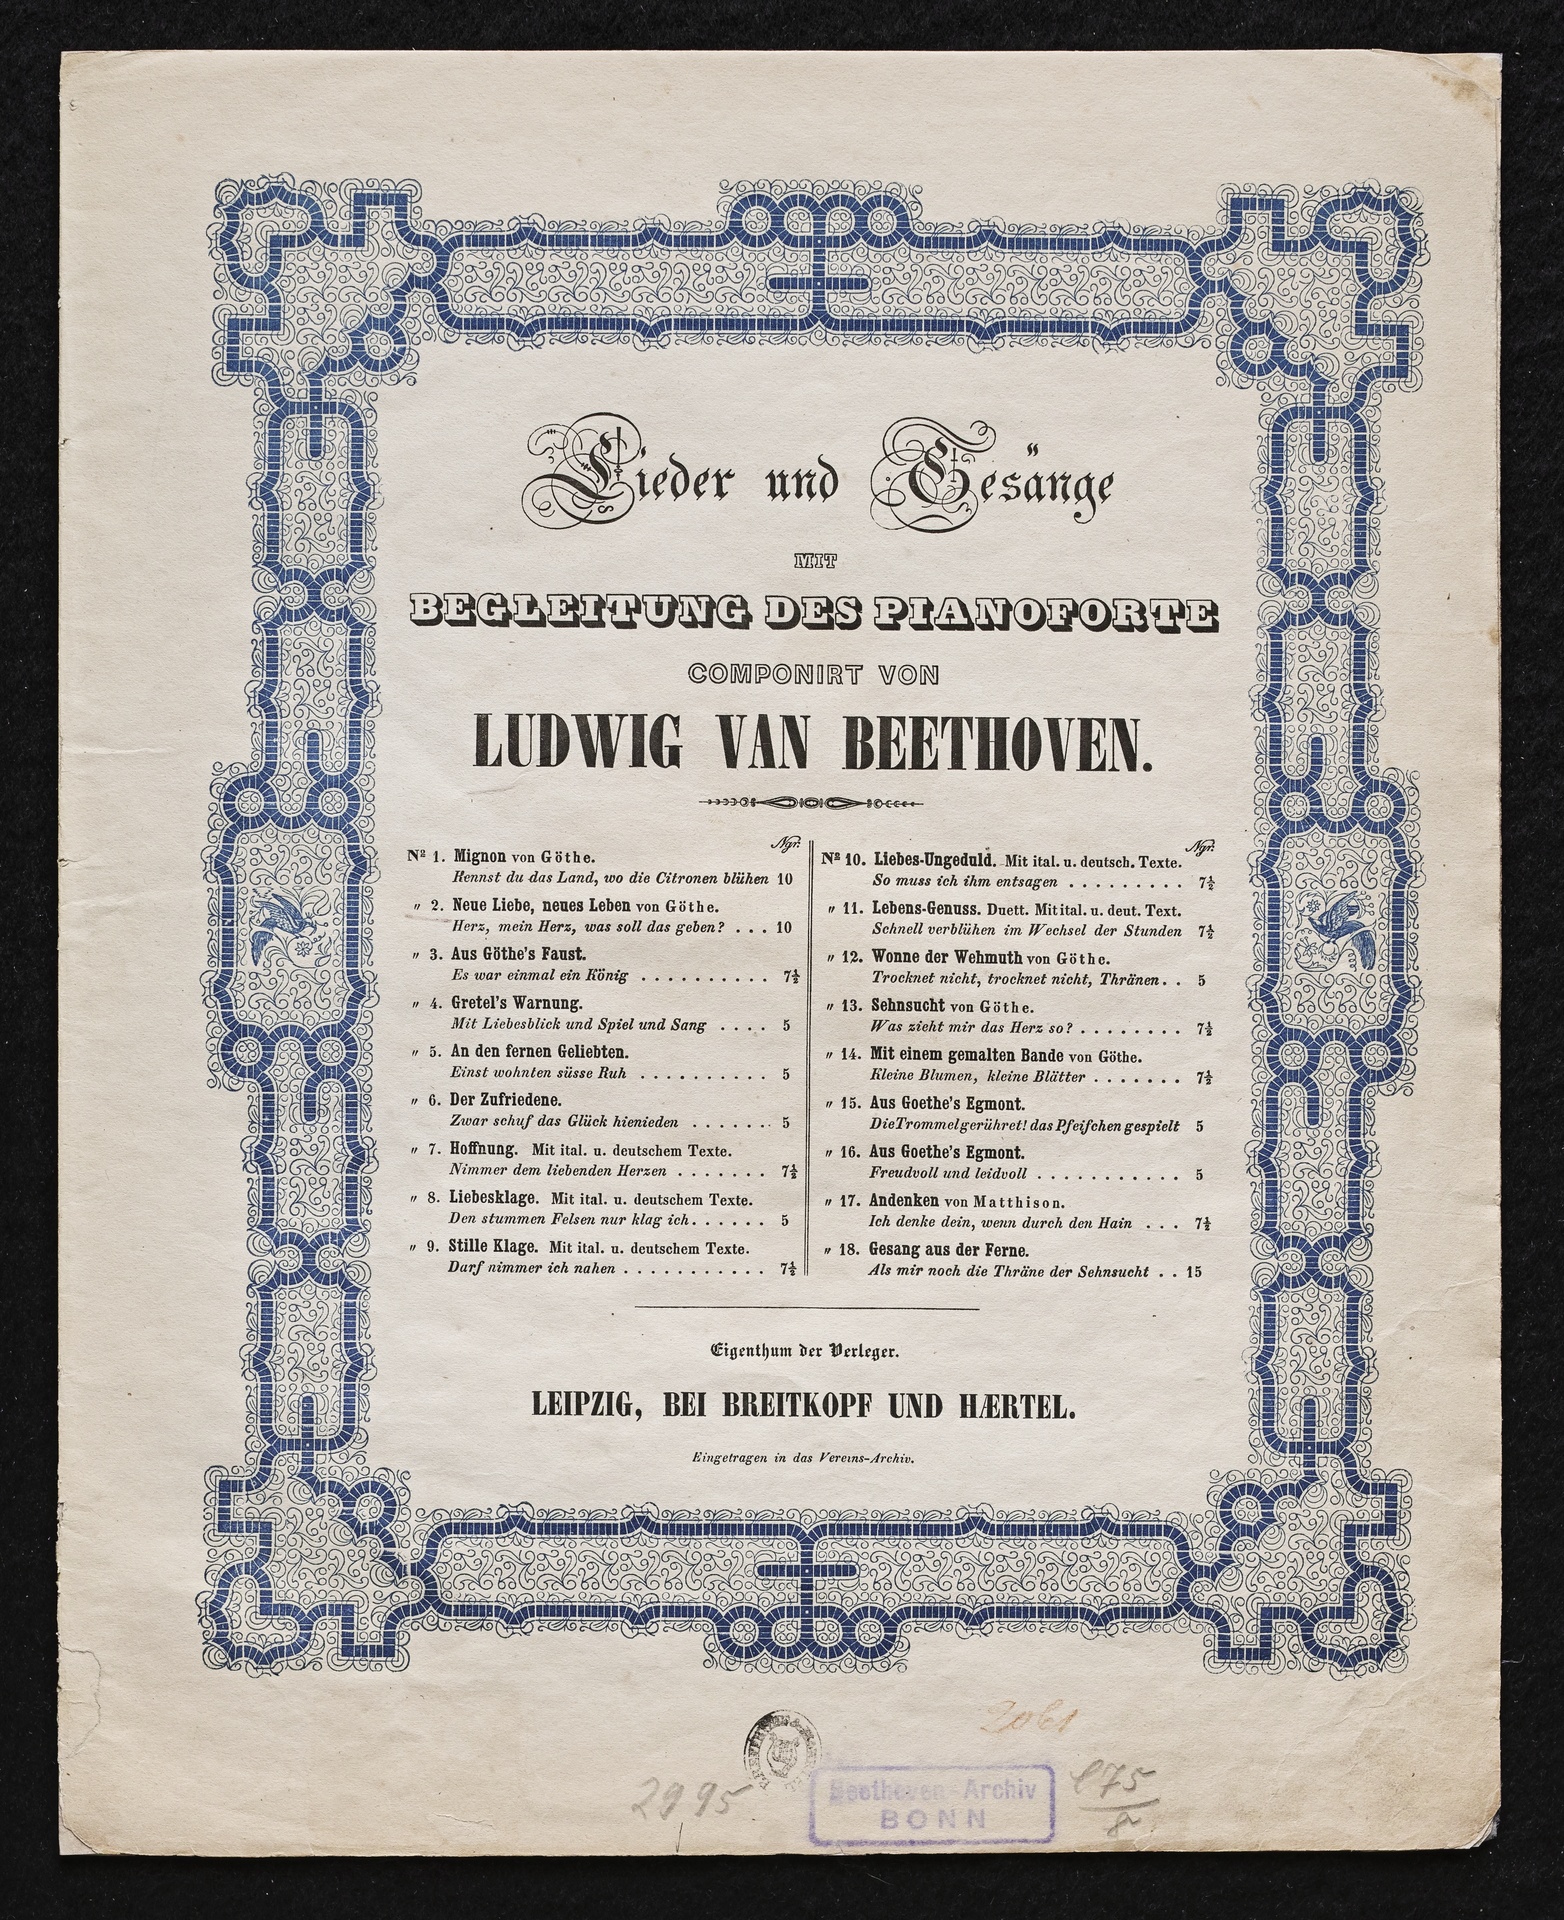 Lieder und Gesänge
MIT
BEGLEITUNG DES PIANOFORTE
COMPONIRT VON
LUDWIG VAN BEETHOVEN.
Ngr.
Nº 1. Mignon von Göthe.
Kennst du das Land, wo die Citronen blühen 10
〃 2. Neue Liebe, neues Leben von Göthe.
Herz, mein Herz, was soll das geben? . . . 10
〃 3. Aus Göthe's Faust.
Es war einmal ein König . . . . . . . . . . 7½
〃 4. Gretel's Warnung.
Mit Liebesblick und Spiel und Sang . . . . 5
〃 5. An den fernen Geliebten.
Einst wohnten süsse Ruh . . . . . . . . . . 5
〃 6. Der Zufriedene.
Zwar schuf das Glück hienieden . . . . . . . 5
〃 7. Hoffnung. Mit ital. u. deutschem Texte.
Nimmer dem liebenden Herzen . . . . . . . 7½
〃 8. Liebesklage. Mit ital. u. deutschem Texte.
Den stummen Felsen nur klag ich . . . . . . 5
〃 9. Stille Klage. Mit ital. u. deutschem Texte.
Darf nimmer ich nahen . . . . . . . . . . . 7½
Ngr.
Nº 10. Liebes-Ungeduld. Mit ital. u. deutsch. Texte.
So muss ich ihm entsagen . . . . . . . . . 7½
〃 11. Lebens-Genuss. Duett. Mit ital. u. deut. Text.
Schnell verblühen im Wechsel der Stunden 7½
〃 12. Wonne der Wehmuth von Göthe.
Trocknet nicht, trocknet nicht, Thränen . . 5
〃 13. Sehnsucht von Göthe.
Was zieht mir das Herz so? . . . . . . . . 7½
〃 14. Mit einem gemalten Bande von Göthe.
Kleine Blumen, kleine Blätter . . . . . . . 7½
〃 15. Aus Goethe's Egmont.
Die Trommel gerühret! das Pfeifchen gespielt 5
〃 16. Aus Goethe's Egmont.
Freudvoll und leidvoll . . . . . . . . . . . 5
〃 17. Andenken von Matthison.
Ich denke dein, wenn durch den Hain . . . 7½
〃 18. Gesang aus der Ferne.
Als mir noch die Thräne der Sehnsucht . . 15
Eigenthum der Verleger.
LEIPZIG, BEI BREITKOPF UND HÆRTEL.
Eingetragen in das Vereins-Archiv.
2061
2995
Beethoven-Archiv
BONN